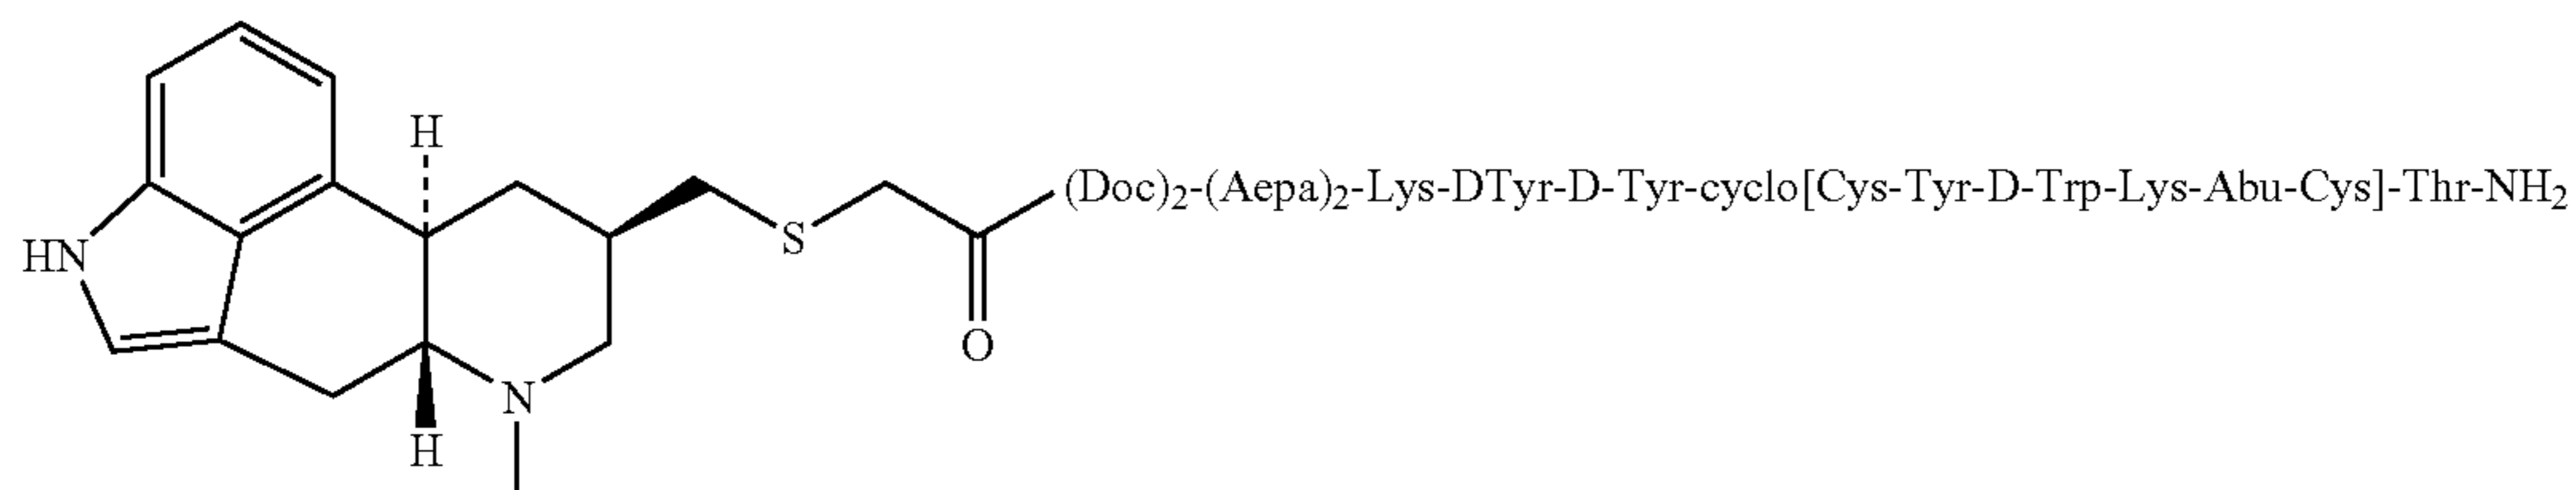 H
(Doc)2-(Aepa)2-Lys-DTyr-D-Tyr-cyclo[Cys-Tyr-D-Trp-Lys-Abu-Cys]-Thr-NH2
HN
S
O
N
H